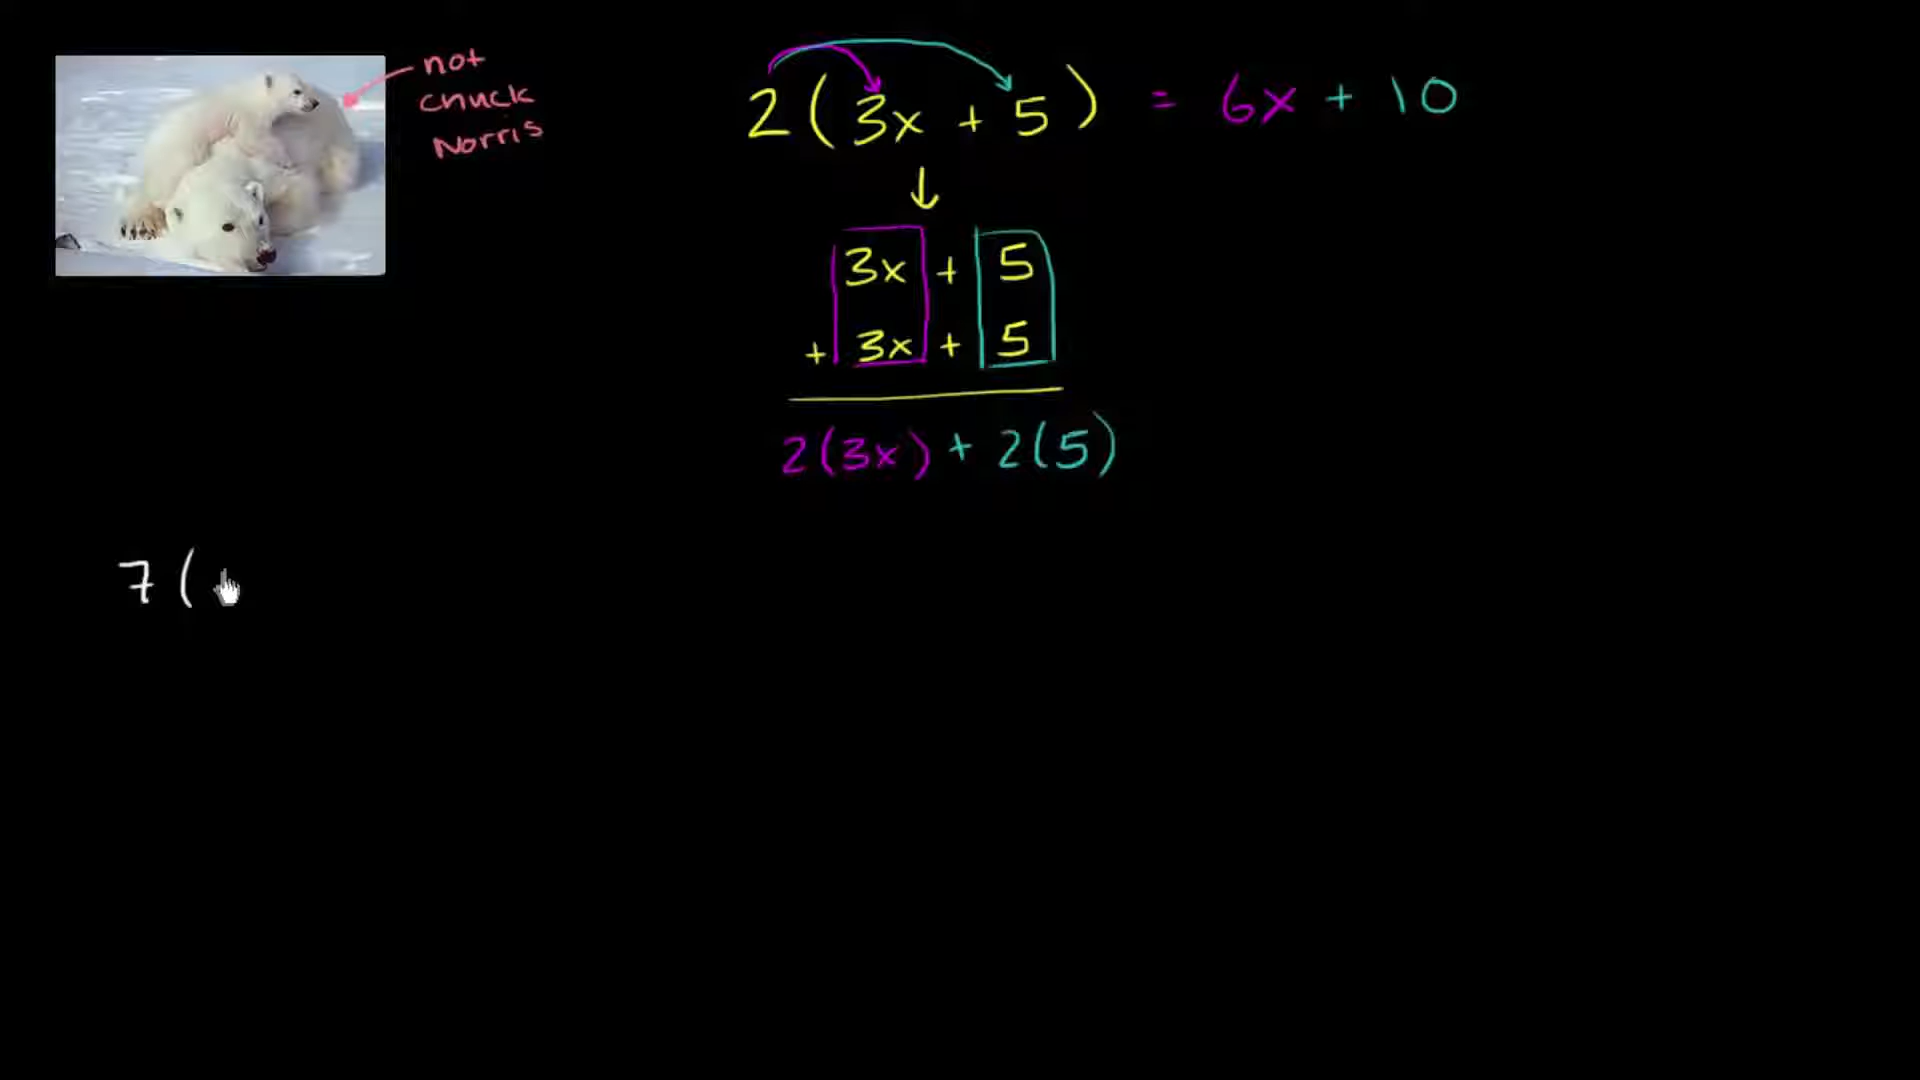 not
chuck
Norris
2(3x + 5) = 6x + 10
↓
3x + 5
+ 3x + 5
2(3x) + 2(5)
7(